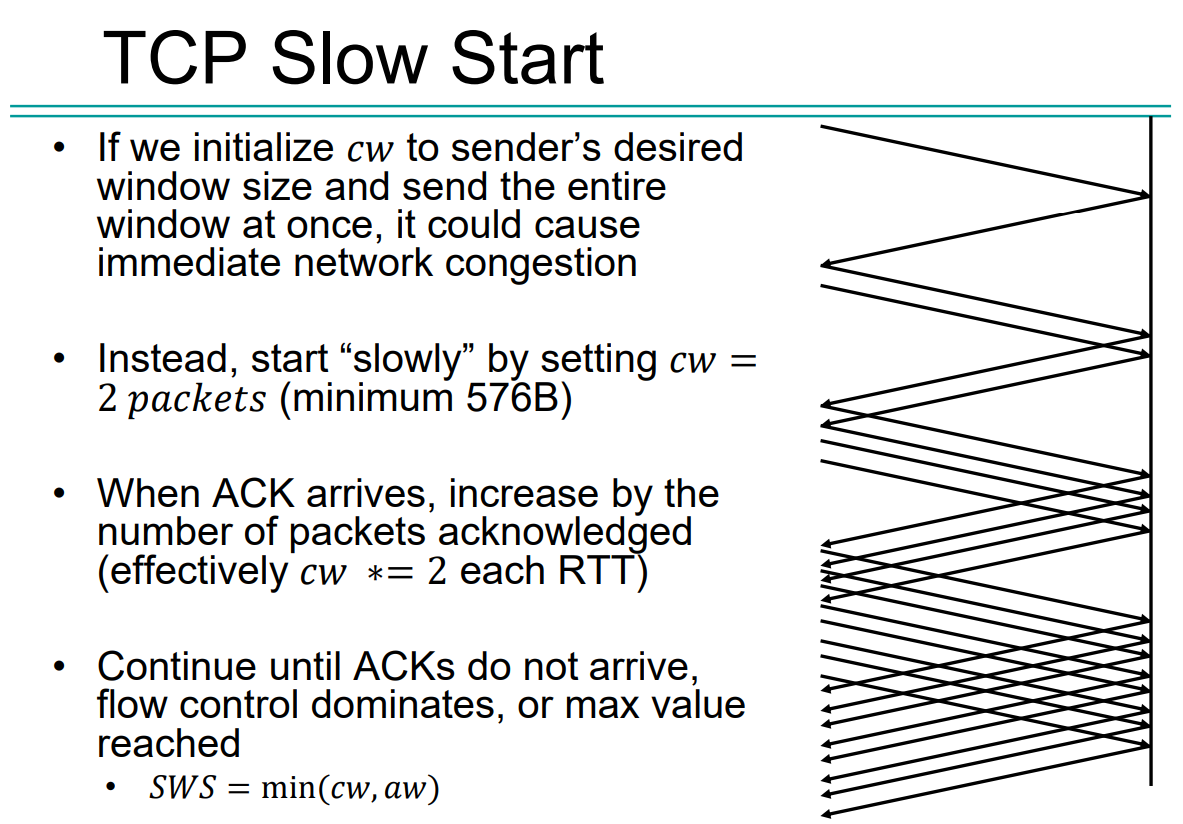 TCP Slow Start
• If we initialize cw to sender’s desired
window size and send the entire
window at once, it could cause
immediate network congestion
• Instead, start “slowly” by setting cw =
2 packets (minimum 576B)
• When ACK arrives, increase by the
number of packets acknowledged
(effectively cw *= 2 each RTT)
• Continue until ACKs do not arrive,
flow control dominates, or max value
reached
• SWS = min(cw, aw)